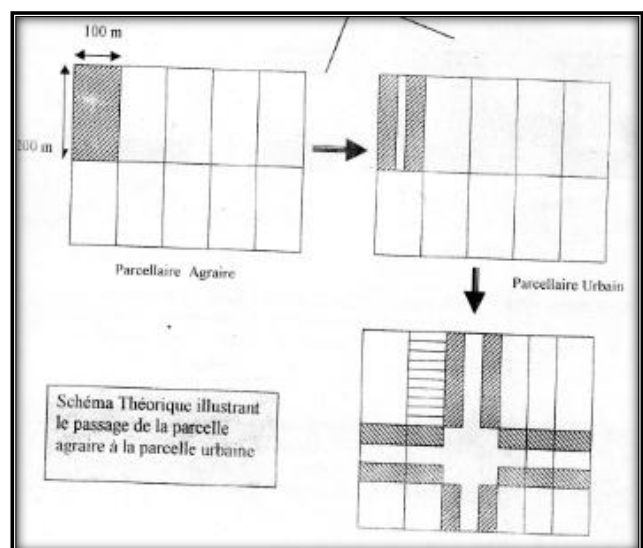 100 m
200 m
Parcellaire Agraire
Parcellaire Urbain
Schéma Théorique illustrant
le passage de la parcelle
agraire à la parcelle urbaine